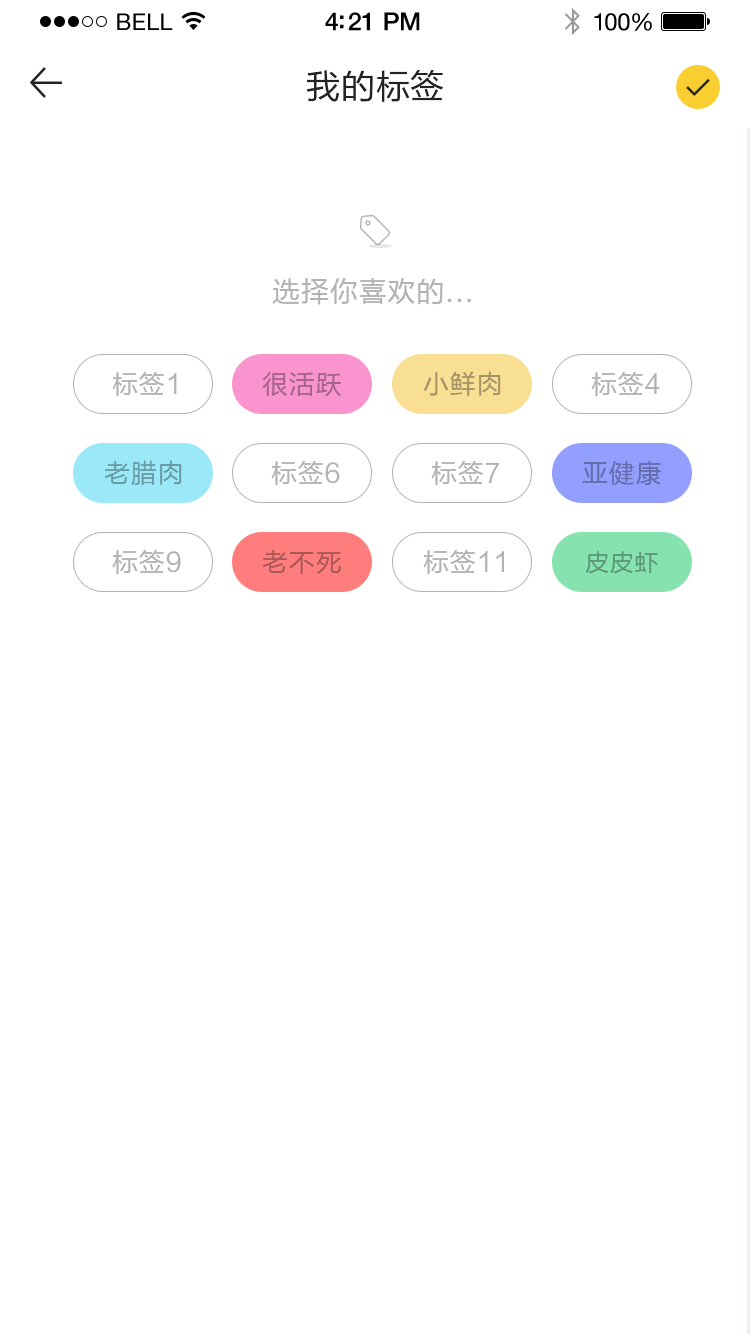 BELL 4:21 PM 100%
我的标签
选择你喜欢的...
标签1 很活跃 小鲜肉 标签4
老腊肉 标签6 标签7 亚健康
标签9 老不死 标签11 皮皮虾